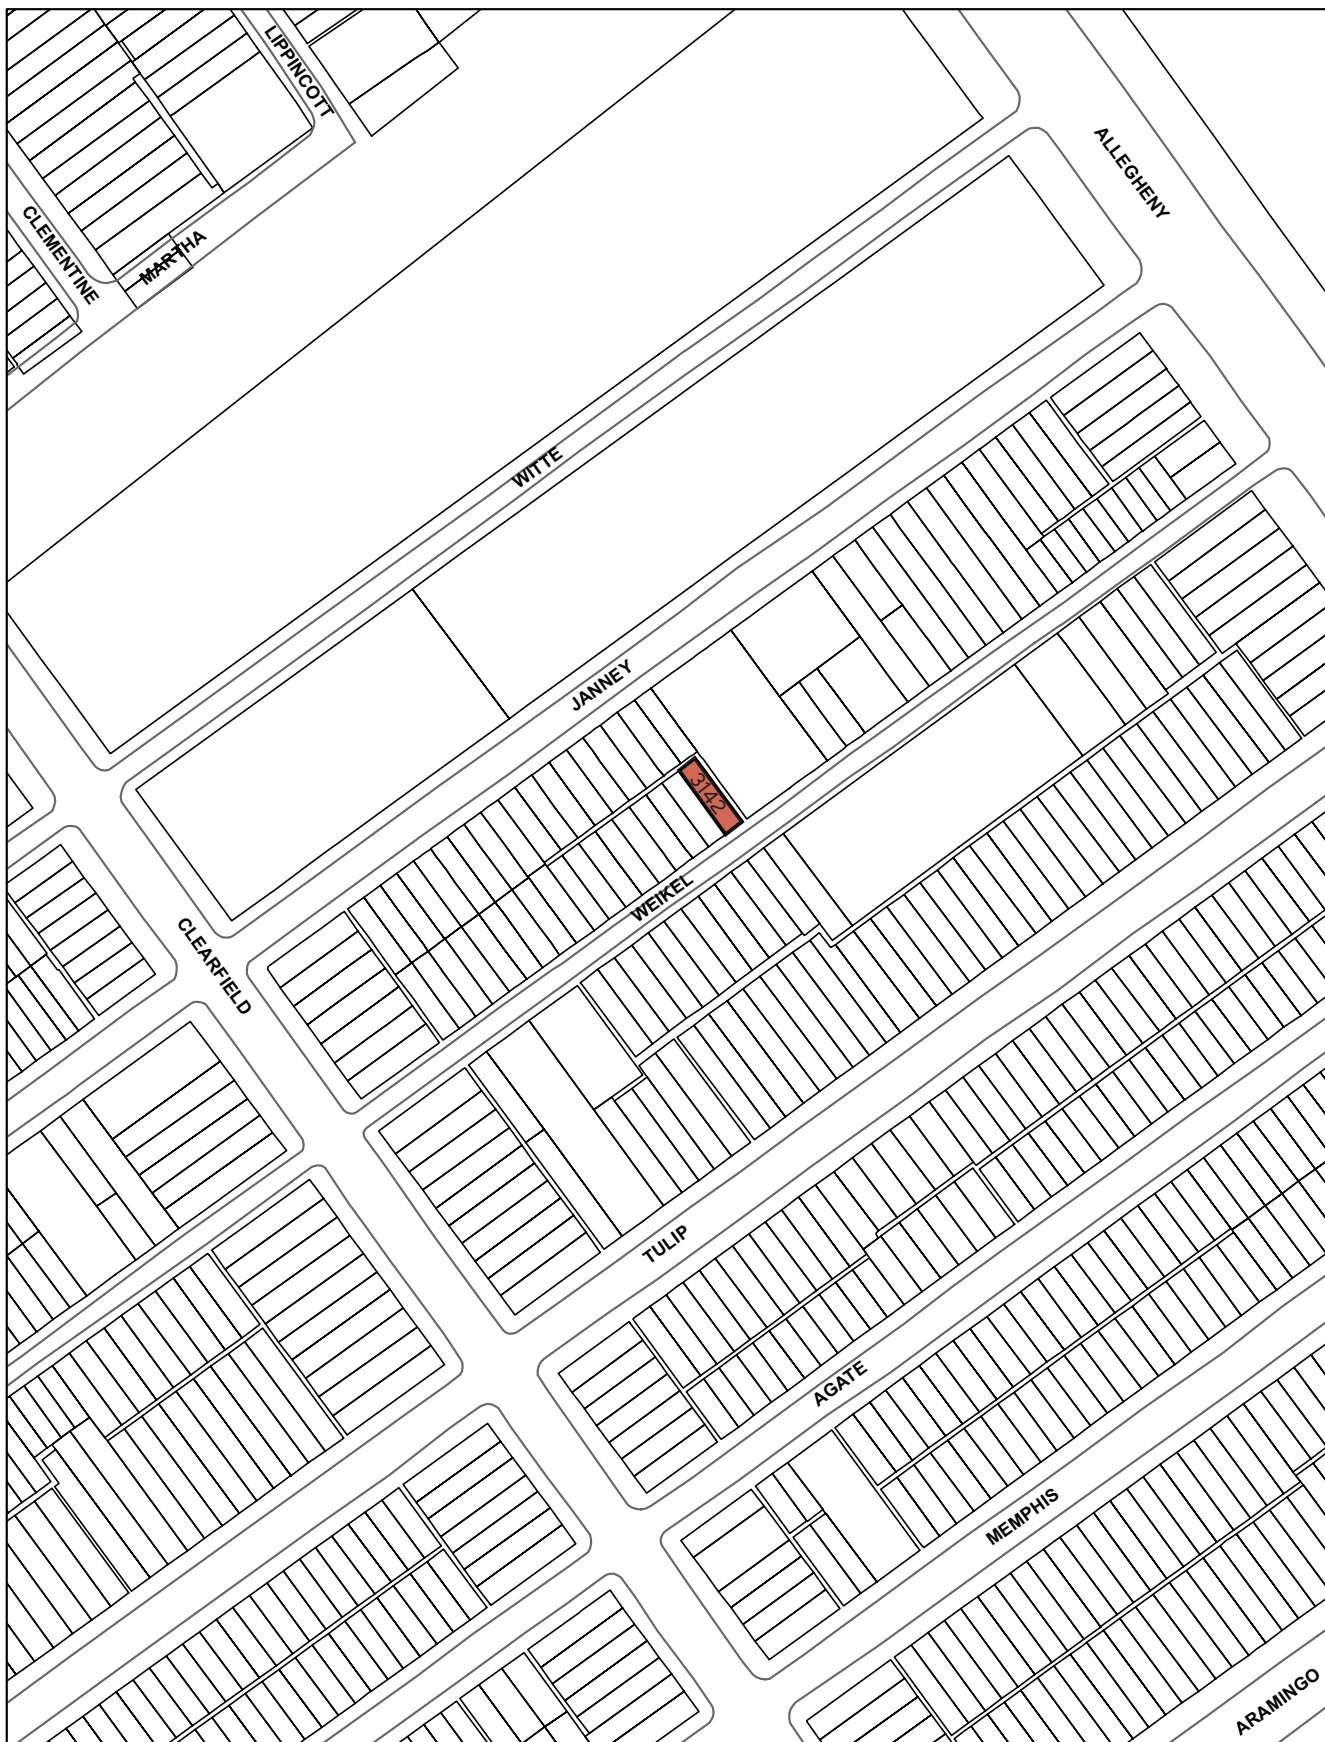 LIPPINCOTT
ALLEGHENY
CLEMENTINE
MARTHA
WITTE
JANNEY
3142
WEIKEL
CLEARFIELD
TULIP
AGATE
MEMPHIS
ARAMINGO